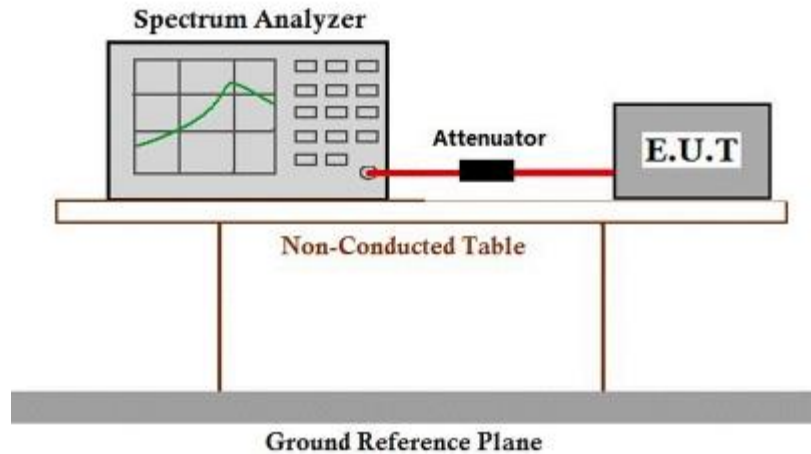 Spectrum Analyzer
Attenuator
E.U.T
Non-Conducted Table
Ground Reference Plane